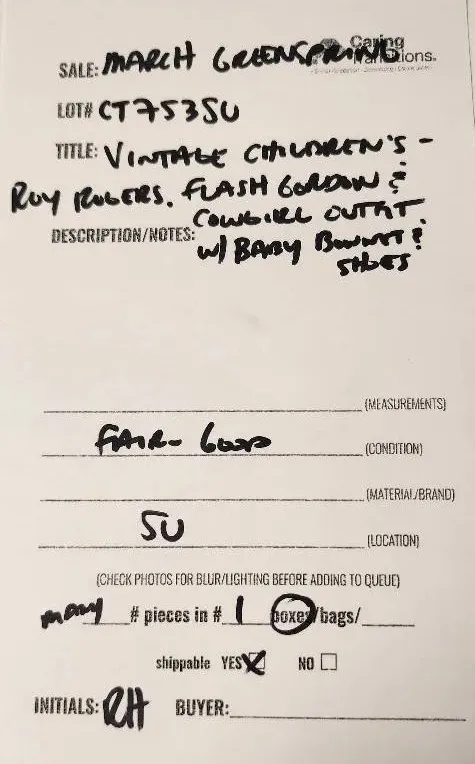 Caring
Transitions.
SALE: MARCH GREENSPRING
LOT# CT753SU
TITLE: VINTAGE CHILDREN'S -
ROY ROGERS. FLASH GORDON &
COWGIRL OUTFIT.
DESCRIPTION/NOTES: W/ BABY BONNET &
SHOES
(MEASUREMENTS)
FAIR - GOOD (CONDITION)
(MATERIAL/BRAND)
SU (LOCATION)
(CHECK PHOTOS FOR BLUR/LIGHTING BEFORE ADDING TO QUEUE)
many # pieces in # 1 boxes/bags/
shippable YES NO
INITIALS: RH BUYER: